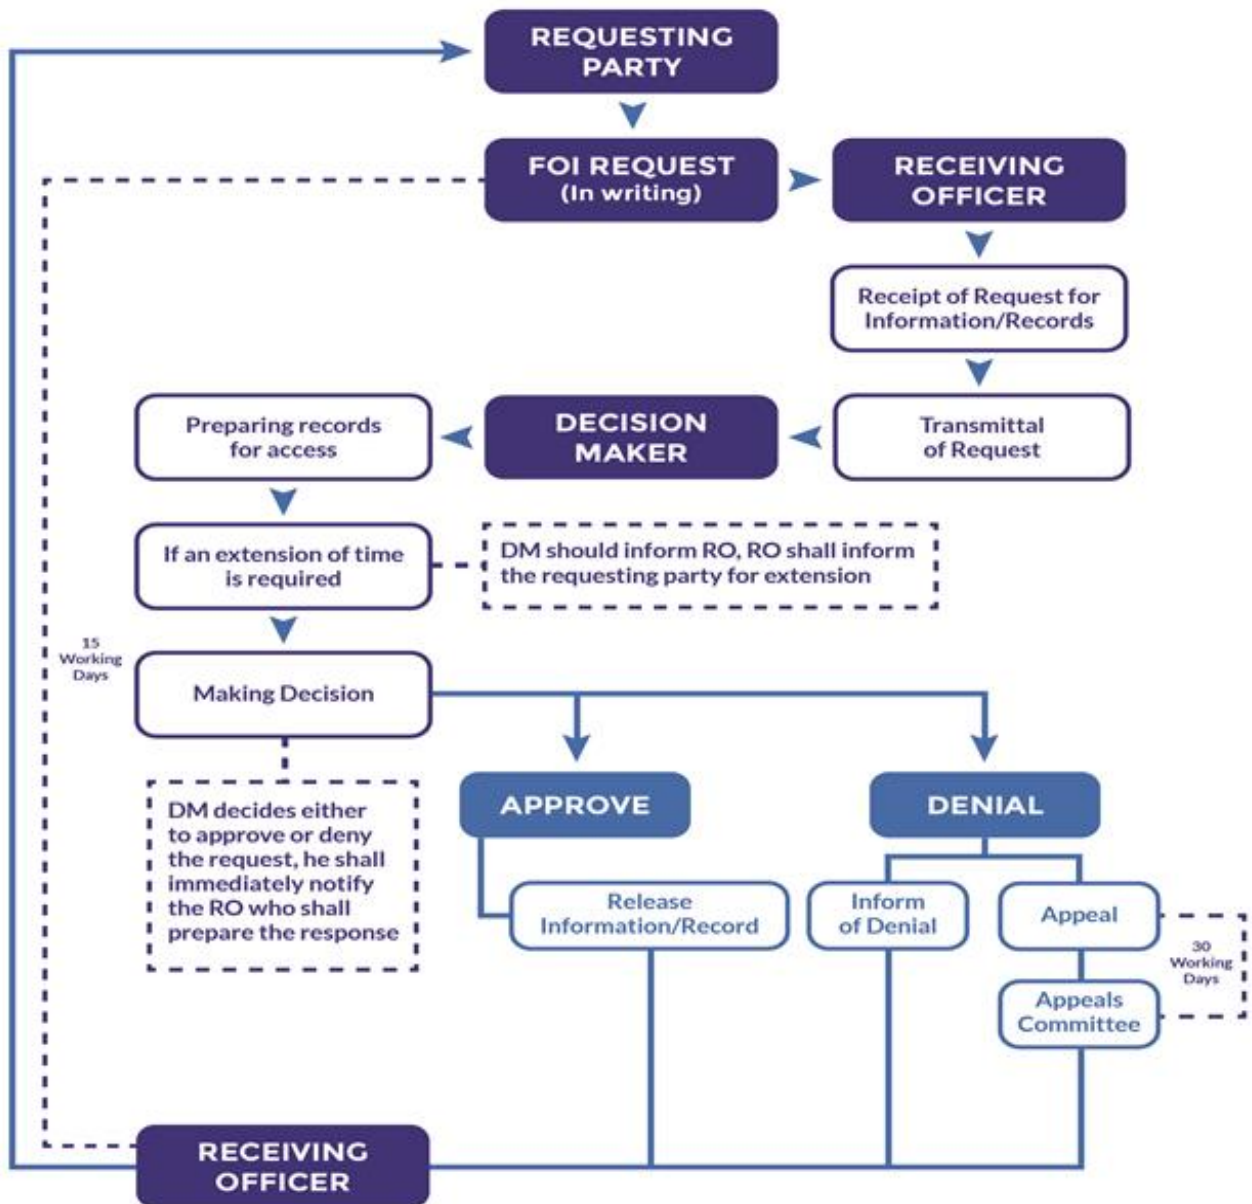 REQUESTING
PARTY
FOI REQUEST
(In writing)
RECEIVING
OFFICER
Receipt of Request for
Information/Records
Transmittal
of Request
DECISION
MAKER
Preparing records
for access
If an extension of time
is required
DM should inform RO, RO shall inform
the requesting party for extension
15
Working
Days
Making Decision
DM decides either
to approve or deny
the request, he shall
immediately notify
the RO who shall
prepare the response
APPROVE
DENIAL
Release
Information/Record
Inform
of Denial
Appeal
30
Working
Days
Appeals
Committee
RECEIVING
OFFICER